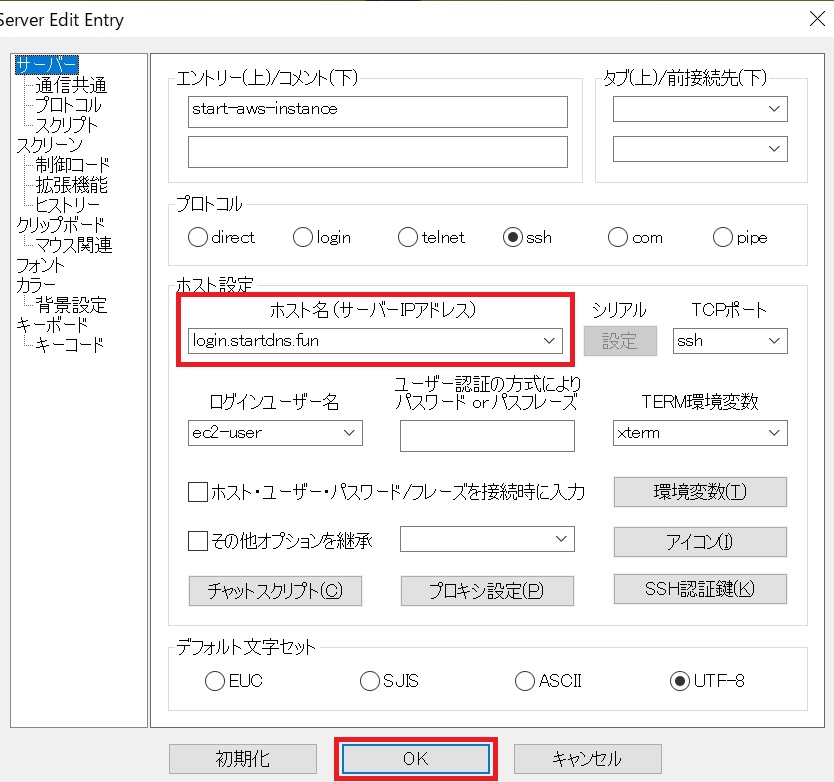 Server Edit Entry
サーバー
通信共通
プロトコル
スクリプト
スクリーン
制御コード
拡張機能
ヒストリー
クリップボード
マウス関連
フォント
カラー
背景設定
キーボード
キーコード
エントリー(上)/コメント(下)
start-aws-instance
タブ(上)/前接続先(下)
プロトコル
direct login telnet ssh com pipe
ホスト設定
ホスト名(サーバーIPアドレス)
シリアル
TCPポート
login.startdns.fun
設定
ssh
ログインユーザー名
ユーザー認証の方式により
パスワード orパスフレーズ
TERM環境変数
ec2-user
xterm
ホスト・ユーザー・パスワード/フレーズを接続時に入力
環境変数(T)
その他オプションを継承
アイコン(I)
チャットスクリプト(C)
プロキシ設定(P)
SSH認証鍵(K)
デフォルト文字セット
EUC SJIS ASCII UTF-8
初期化
OK
キャンセル